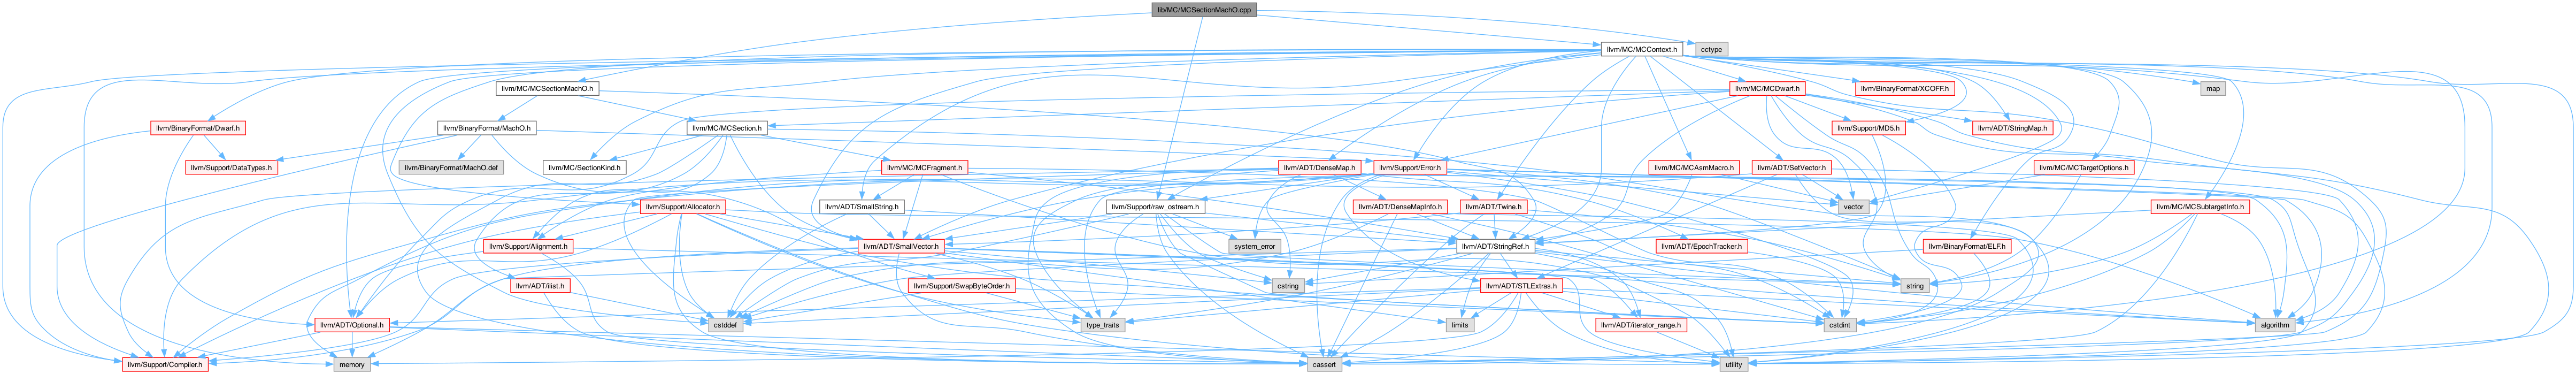 lib/MC/MCSectionMachO.cpp
llvm/MC/MCContext.h
cctype
llvm/MC/MCSectionMachO.h
llvm/MC/MCDwarf.h
llvm/BinaryFormat/XCOFF.h
map
llvm/BinaryFormat/Dwarf.h
llvm/BinaryFormat/MachO.h
llvm/MC/MCSection.h
llvm/Support/MD5.h
llvm/ADT/StringMap.h
llvm/Support/DataTypes.h
llvm/BinaryFormat/MachO.def
llvm/MC/SectionKind.h
llvm/MC/MCFragment.h
llvm/ADT/DenseMap.h
llvm/Support/Error.h
llvm/MC/MCAsmMacro.h
llvm/ADT/SetVector.h
llvm/MC/MCTargetOptions.h
llvm/Support/Allocator.h
llvm/ADT/SmallString.h
llvm/Support/raw_ostream.h
llvm/ADT/DenseMapInfo.h
llvm/ADT/Twine.h
vector
llvm/MC/MCSubtargetInfo.h
llvm/Support/Alignment.h
llvm/ADT/SmallVector.h
system_error
llvm/ADT/StringRef.h
llvm/ADT/EpochTracker.h
llvm/BinaryFormat/ELF.h
llvm/ADT/ilist.h
llvm/Support/SwapByteOrder.h
cstring
llvm/ADT/STLExtras.h
string
llvm/ADT/Optional.h
cstddef
type_traits
limits
llvm/ADT/iterator_range.h
cstdint
algorithm
llvm/Support/Compiler.h
memory
cassert
utility